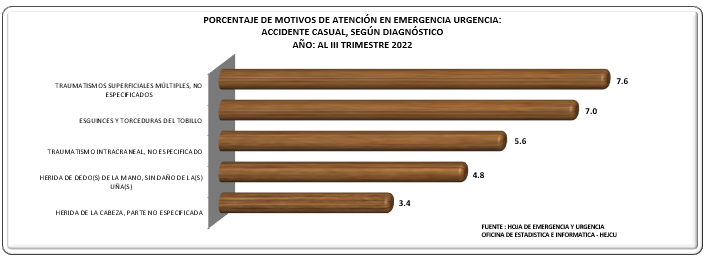 PORCENTAJE DE MOTIVOS DE ATENCIÓN EN EMERGENCIA URGENCIA:
ACCIDENTE CASUAL, SEGÚN DIAGNÓSTICO
AÑO: AL III TRIMESTRE 2022
TRAUMATISMOS SUPERFICIALES MÚLTIPLES, NO
ESPECIFICADOS
7.6
ESGUINCES Y TORCEDURAS DEL TOBILLO
7.0
TRAUMATISMO INTRACRANEAL, NO ESPECIFICADO
5.6
HERIDA DE DEDO(S) DE LA MANO, SIN DAÑO DE LA(S)
UÑA(S)
4.8
HERIDA DE LA CABEZA, PARTE NO ESPECIFICADA
3.4
FUENTE : HOJA DE EMERGENCIA Y URGENCIA
OFICINA DE ESTADISTICA E INFORMATICA - HEJCU